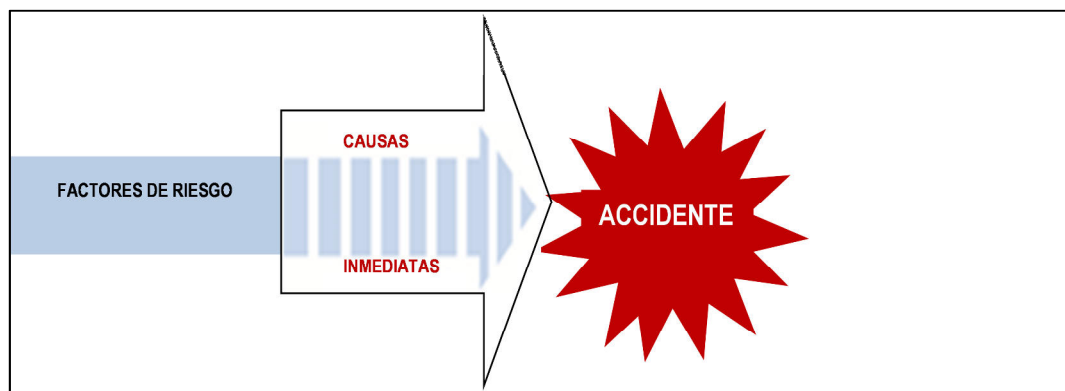 CAUSAS
FACTORES DE RIESGO
ACCIDENTE
INMEDIATAS